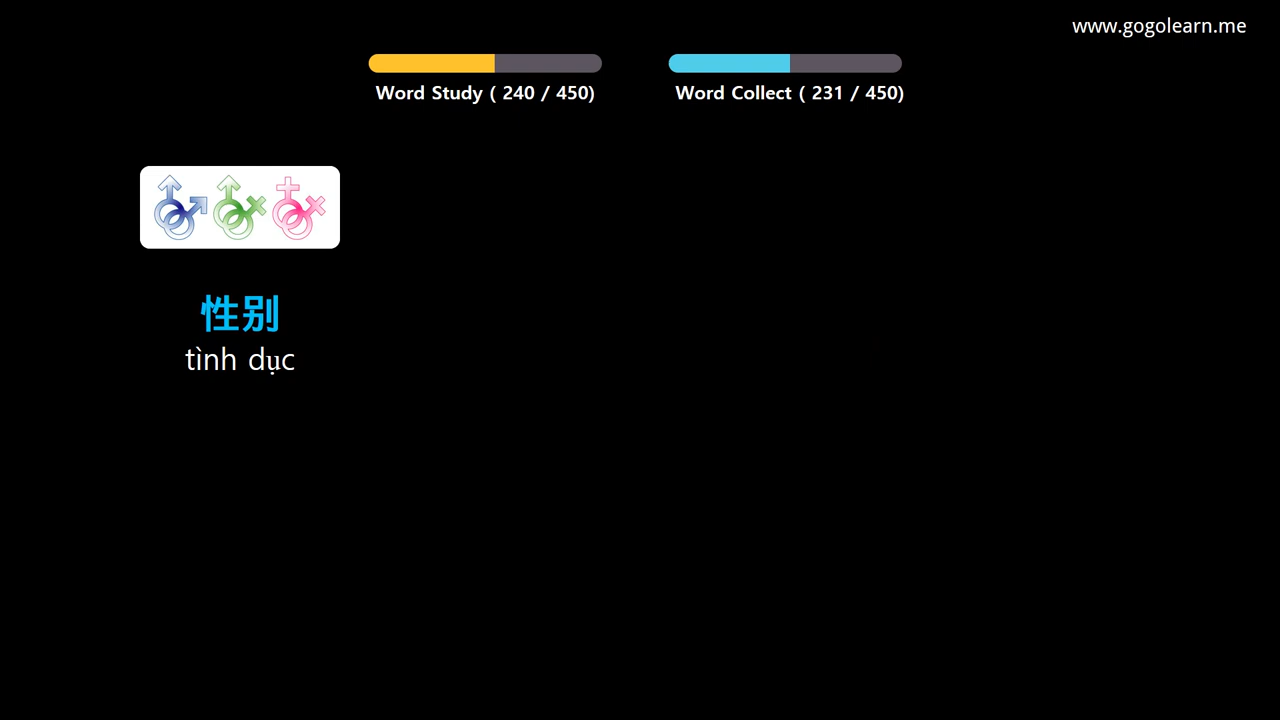 www.gogolearn.me
Word Study ( 240 / 450)
Word Collect ( 231 / 450)
性别
tình dục